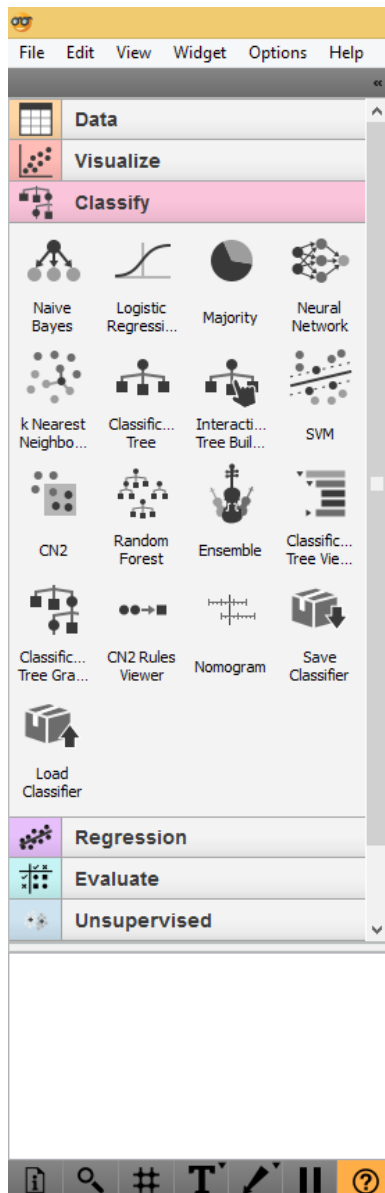 File Edit View Widget Options Help
«
Data
Visualize
Classify
Naive Bayes
Logistic Regressi...
Majority
Neural Network
k Nearest Neighbo...
Classific... Tree
Interacti... Tree Buil...
SVM
CN2
Random Forest
Ensemble
Classific... Tree Vie...
Classific... Tree Gra...
CN2 Rules Viewer
Nomogram
Save Classifier
Load Classifier
Regression
Evaluate
Unsupervised
i # T ?